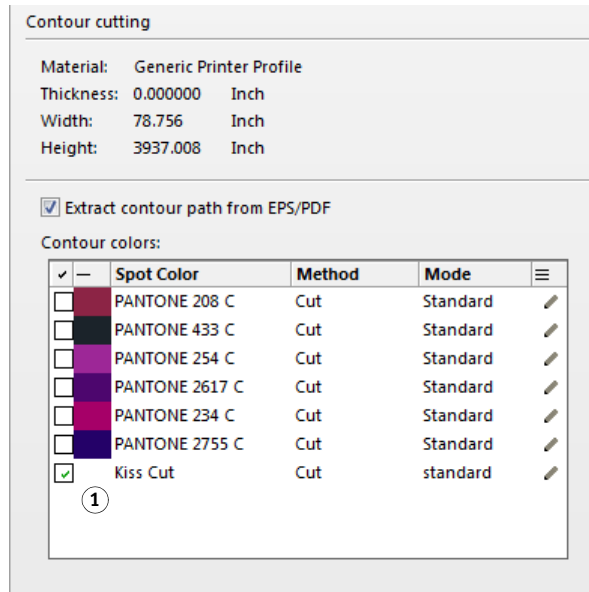 Contour cutting
Material: Generic Printer Profile
Thickness: 0.000000 Inch
Width: 78.756 Inch
Height: 3937.008 Inch
Extract contour path from EPS/PDF
Contour colors:
Spot Color Method Mode
PANTONE 208 C Cut Standard
PANTONE 433 C Cut Standard
PANTONE 254 C Cut Standard
PANTONE 2617 C Cut Standard
PANTONE 234 C Cut Standard
PANTONE 2755 C Cut Standard
Kiss Cut Cut standard
1